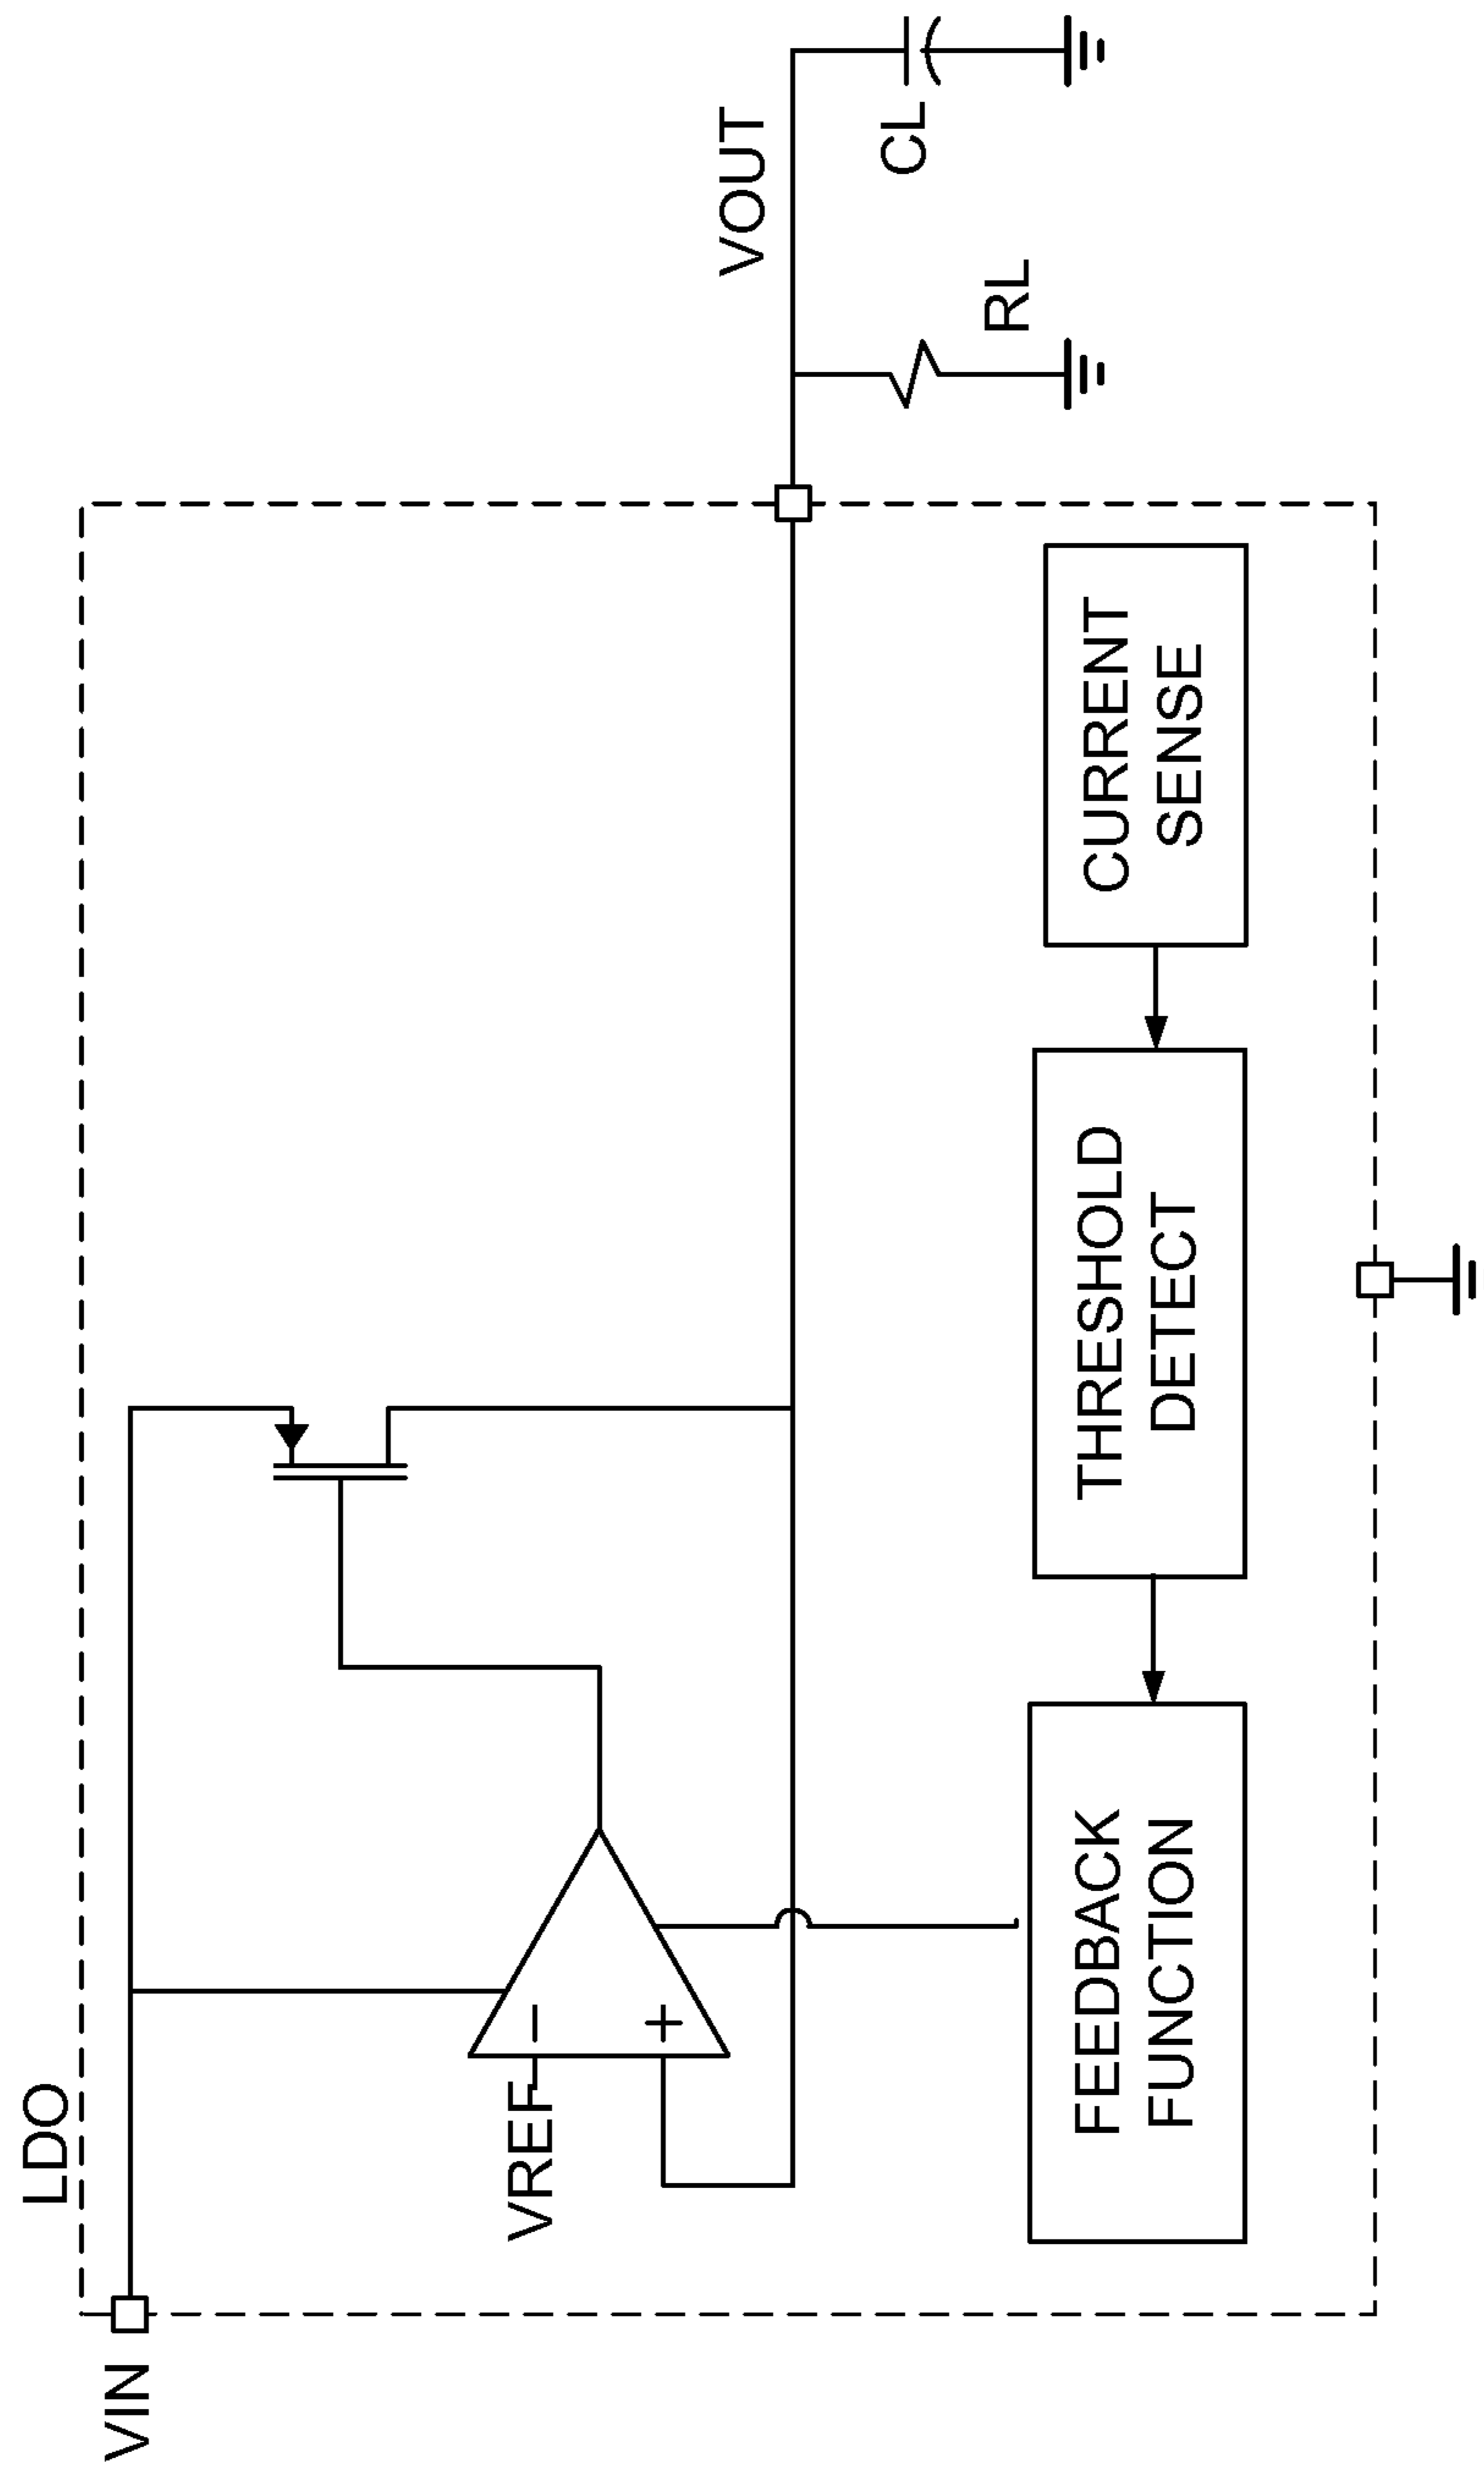 LDO
VIN
VREF
VOUT
CL
RL
FEEDBACK
FUNCTION
THRESHOLD
DETECT
CURRENT
SENSE